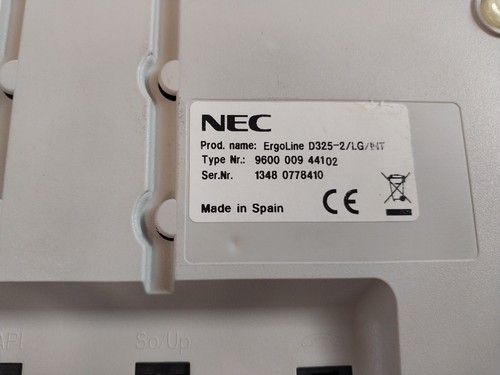 NEC
Prod. name: ErgoLine D325-2/LG/INT
Type Nr.: 9600 009 44102
Ser.Nr. 1348 0778410
Made in Spain CE
API So/Up